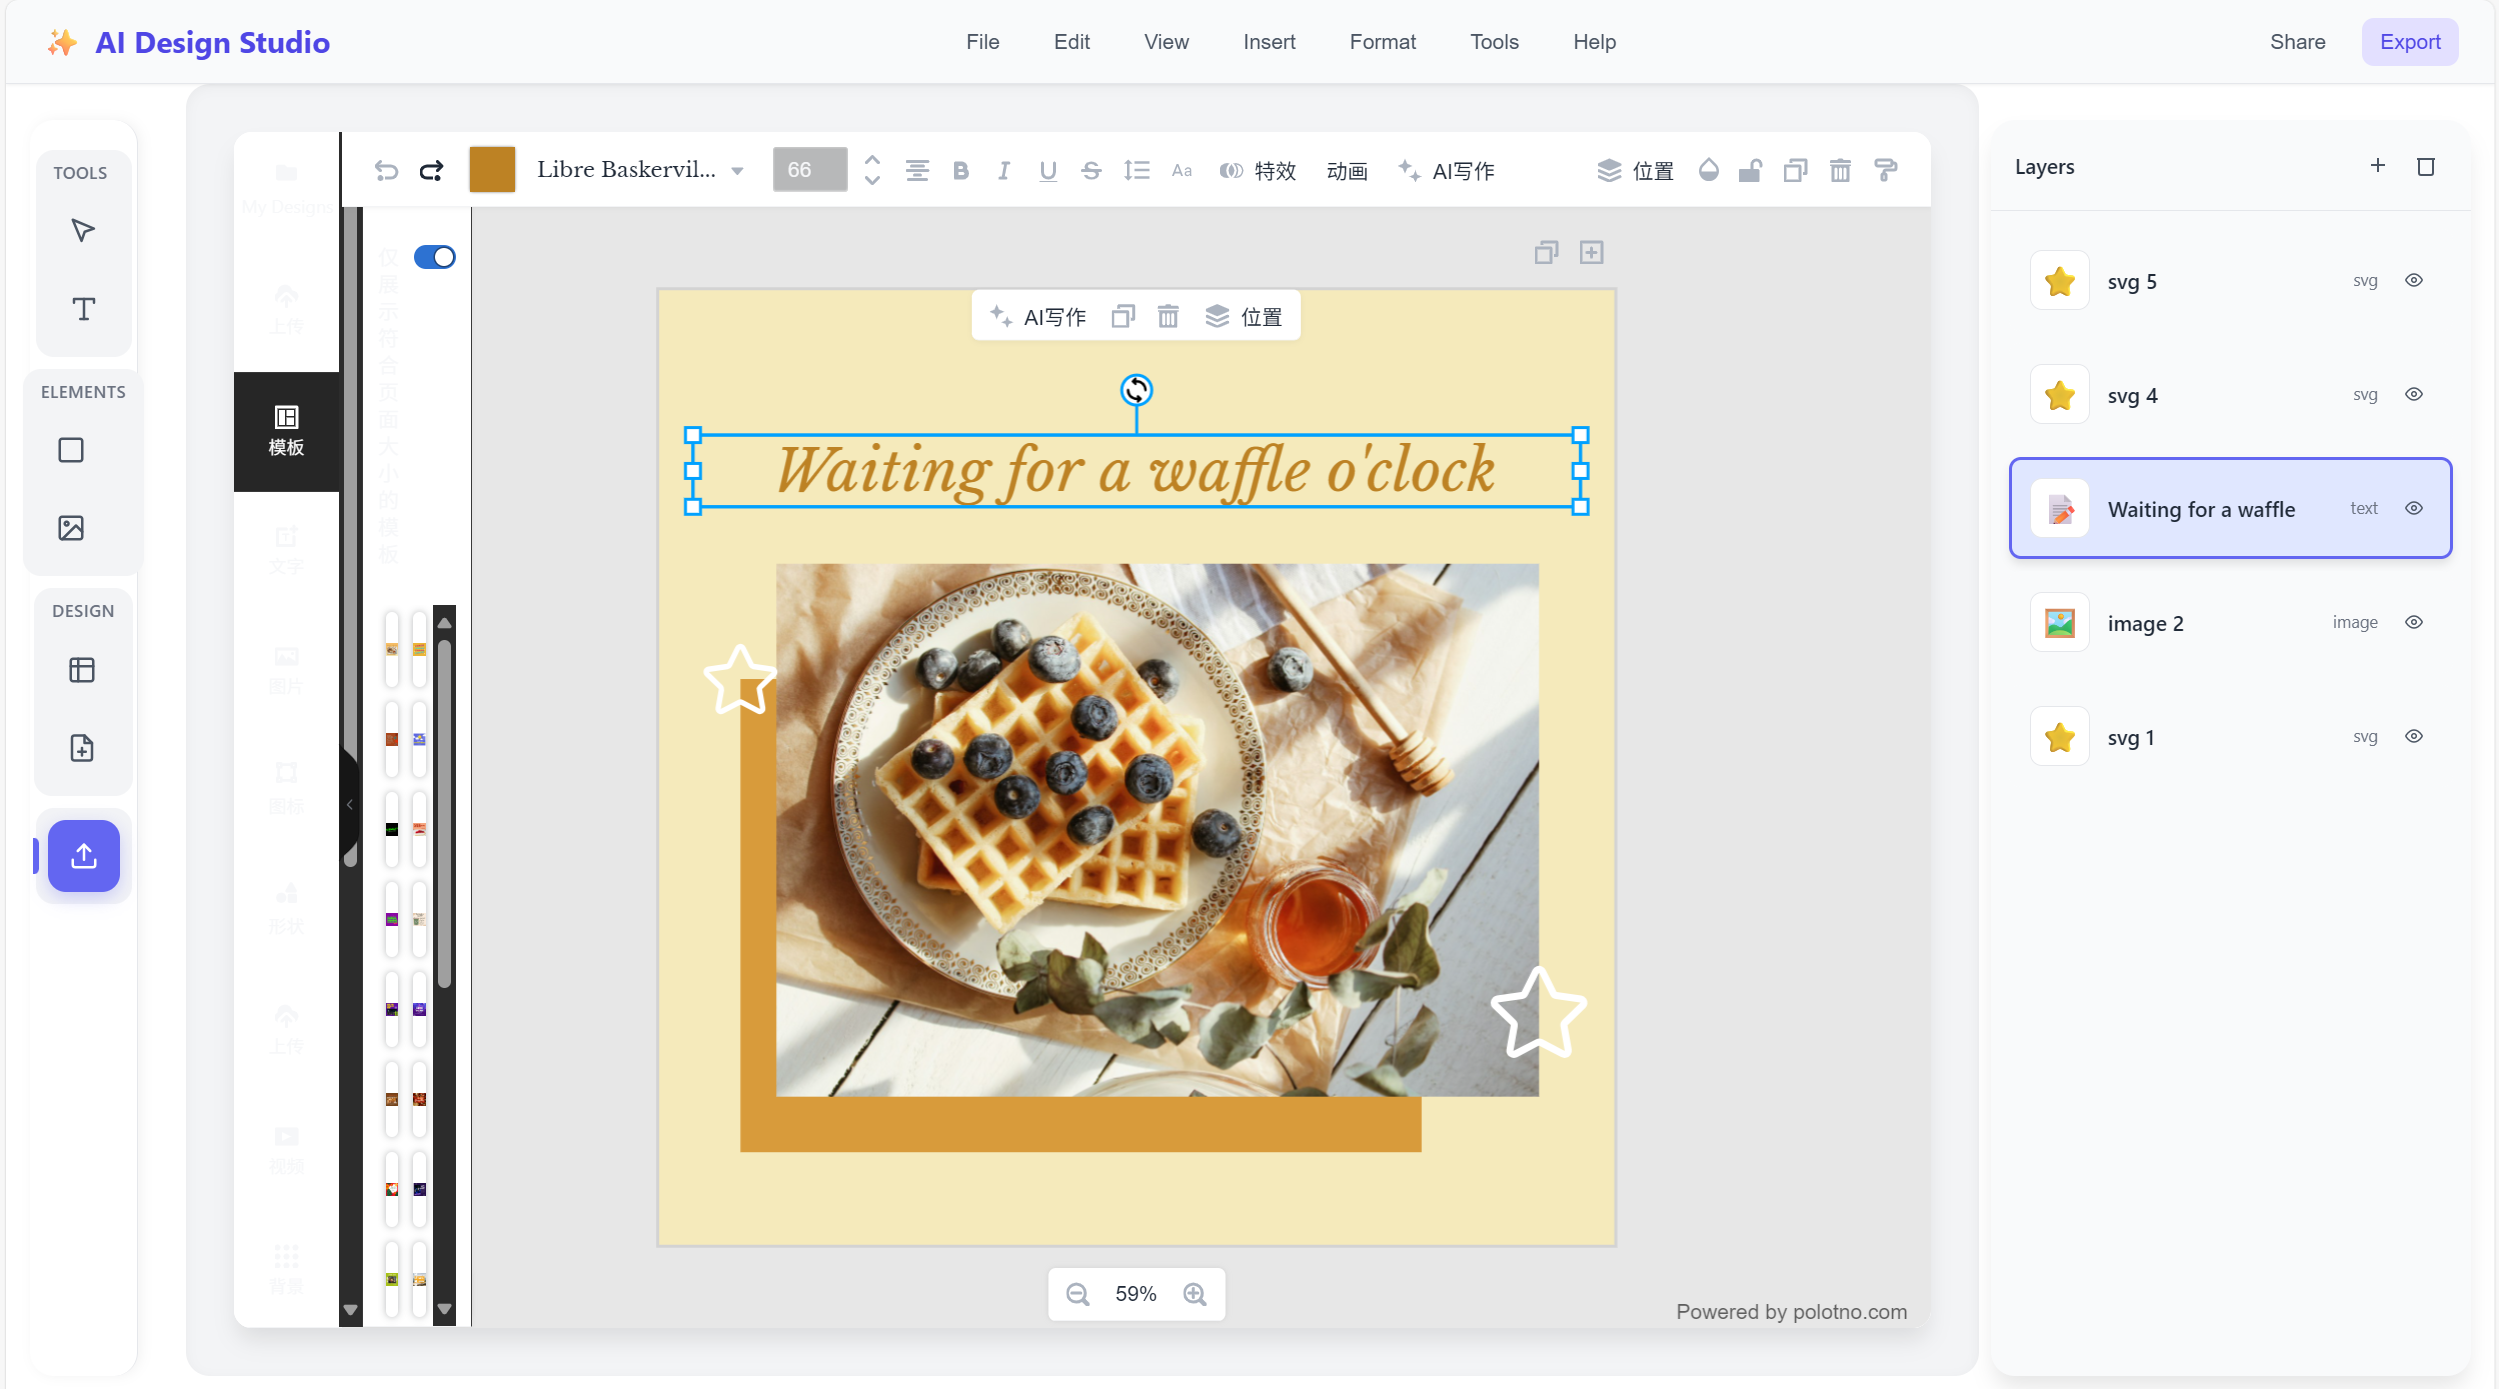 AI Design Studio
File Edit View Insert Format Tools Help
Share Export
TOOLS
ELEMENTS
DESIGN
My Designs
上传
模板
文字
图片
图标
形状
上传
视频
背景
Libre Baskervil... 66 Aa 特效 动画 AI写作 位置
仅展示符合页面大小的模板
AI写作 位置
Waiting for a waffle o'clock
59%
Powered by polotno.com
Layers
svg 5 svg
svg 4 svg
Waiting for a waffle text
image 2 image
svg 1 svg